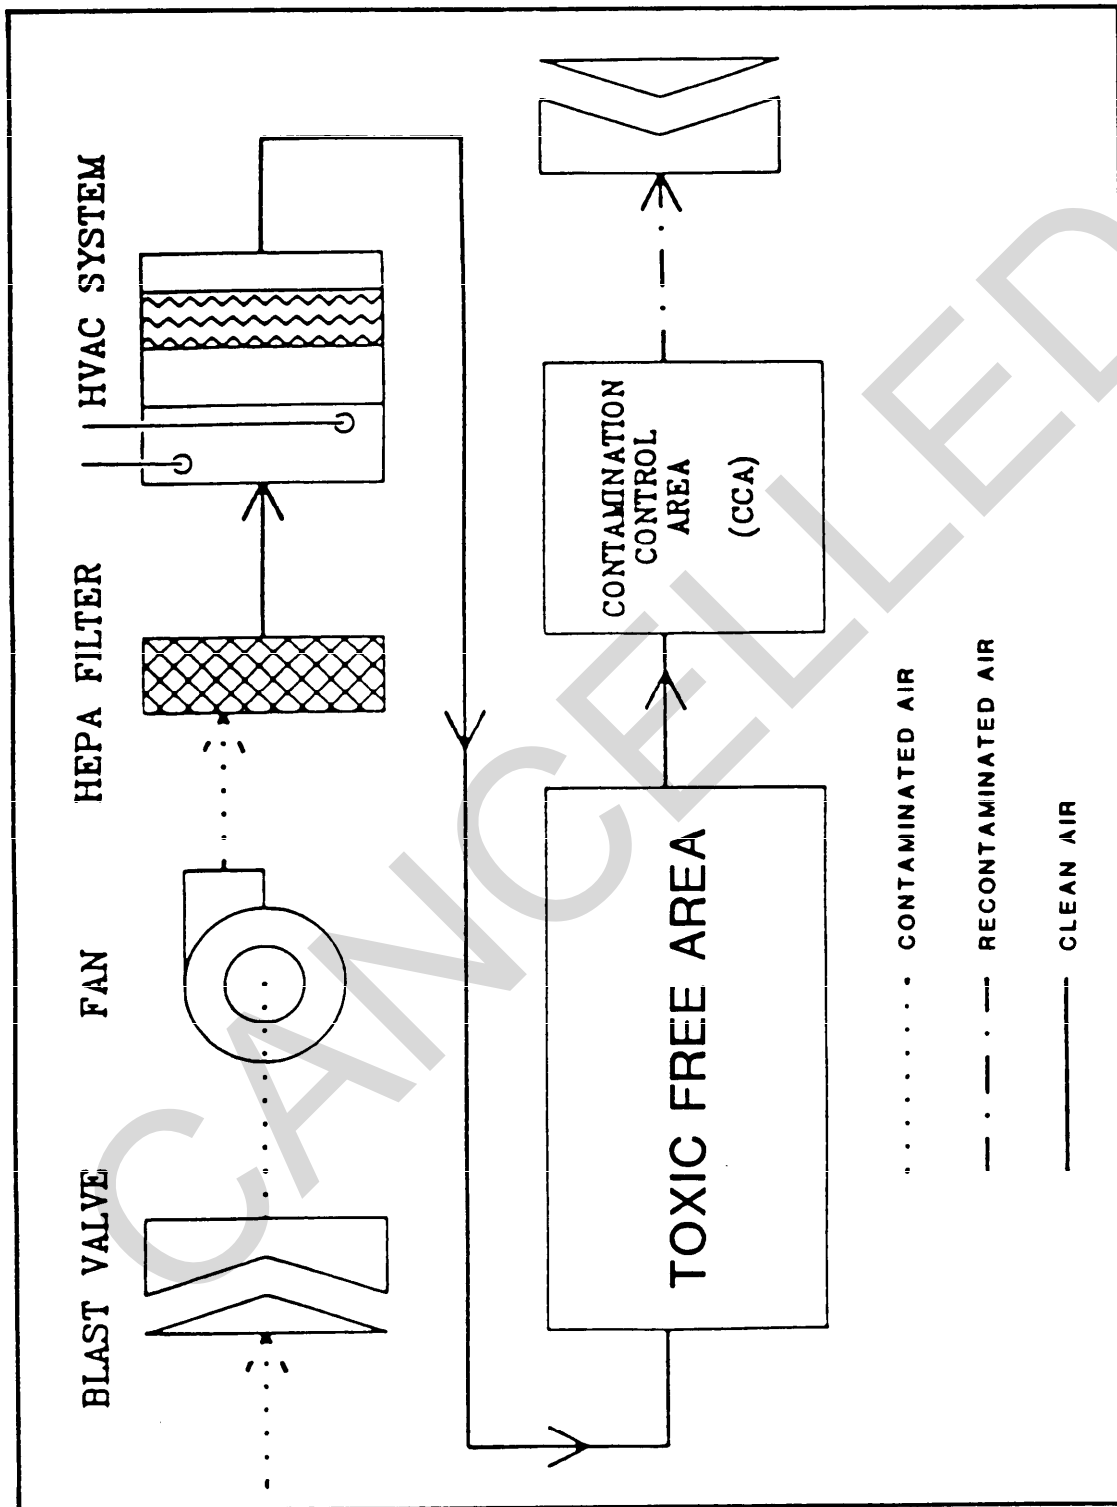 BLAST VALVE
FAN
HEPA FILTER
HVAC SYSTEM
TOXIC FREE AREA
CONTAMINATION
CONTROL
AREA
(CCA)
CONTAMINATED AIR
RECONTAMINATED AIR
CLEAN AIR
CANCELLED